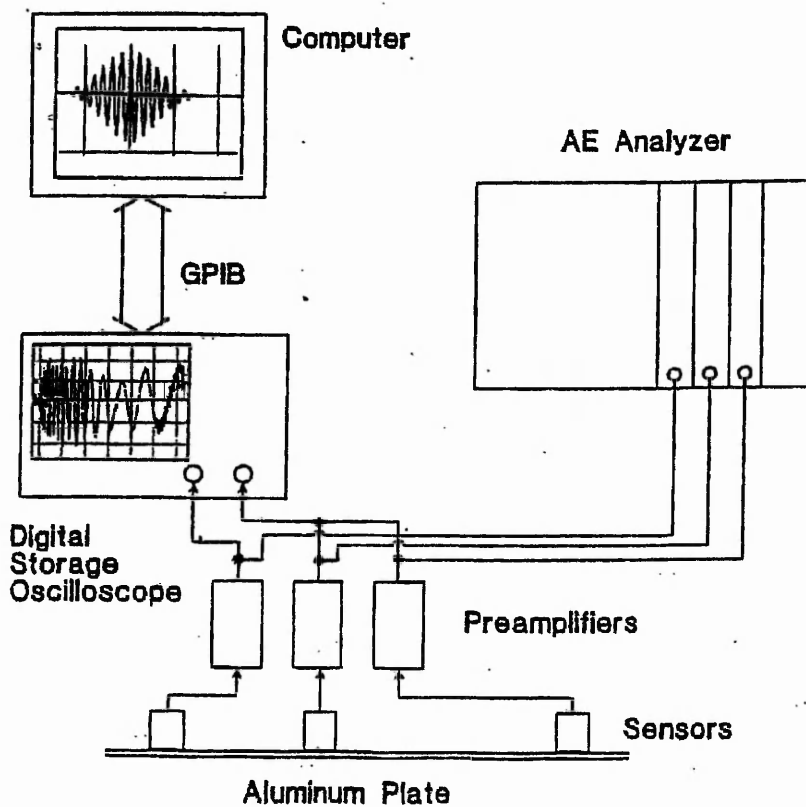 Computer
AE Analyzer
GPIB
Digital
Storage
Oscilloscope
Preamplifiers
Sensors
Aluminum Plate